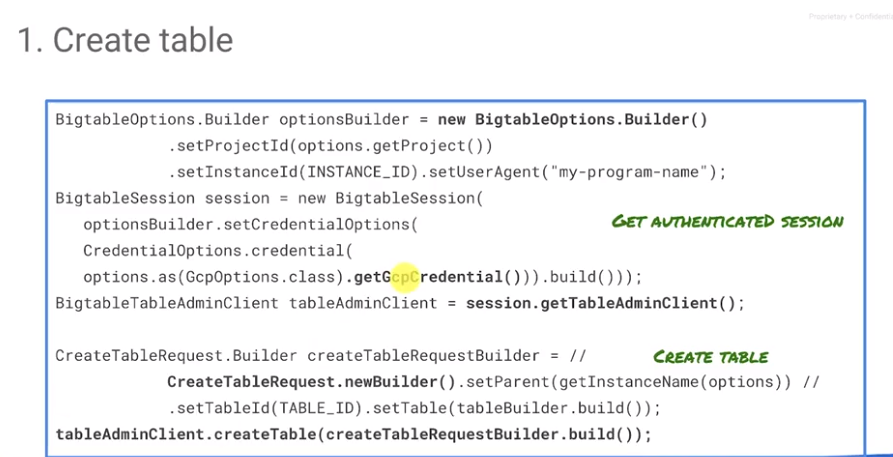 Proprietary + Confidential
1. Create table
BigtableOptions.Builder optionsBuilder = new BigtableOptions.Builder()
.setProjectId(options.getProject())
.setInstanceId(INSTANCE_ID).setUserAgent("my-program-name");
BigtableSession session = new BigtableSession(
optionsBuilder.setCredentialOptions(
GET AUTHENTICATED SESSION
CredentialOptions.credential(
options.as(GcpOptions.class).getGcpCredential())).build()));
BigtableTableAdminClient tableAdminClient = session.getTableAdminClient();
CreateTableRequest.Builder createTableRequestBuilder = //
CREATE TABLE
CreateTableRequest.newBuilder().setParent(getInstanceName(options)) //
.setTableId(TABLE_ID).setTable(tableBuilder.build());
tableAdminClient.createTable(createTableRequestBuilder.build());